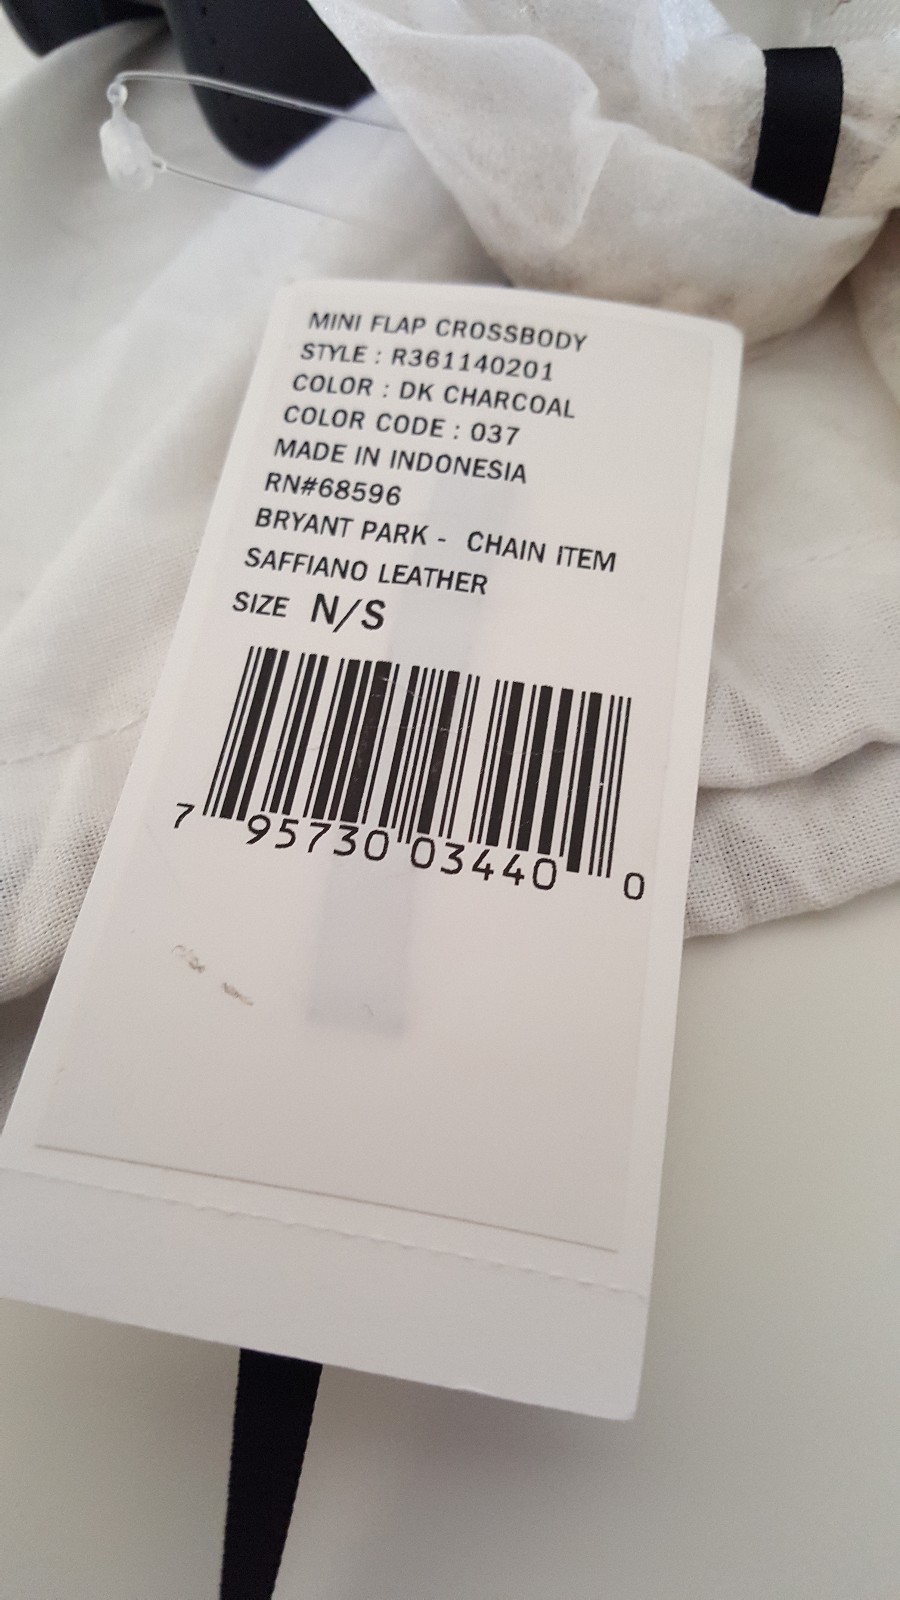 MINI FLAP CROSSBODY
STYLE : R361140201
COLOR : DK CHARCOAL
COLOR CODE : 037
MADE IN INDONESIA
RN#68596
BRYANT PARK - CHAIN ITEM
SAFFIANO LEATHER
SIZE N/S
7 95730 03440 0